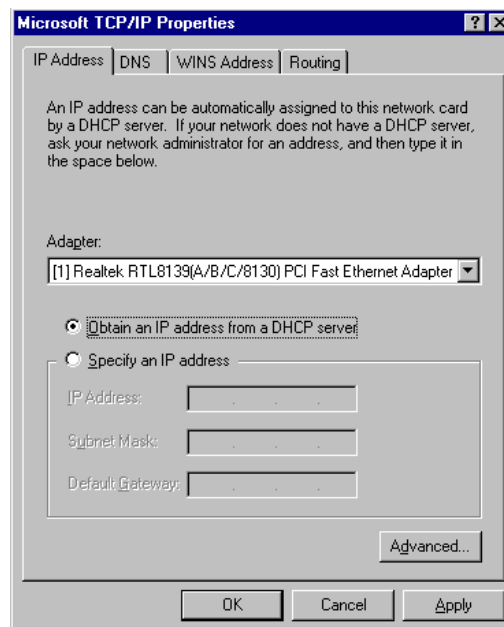 Microsoft TCP/IP Properties
IP Address DNS WINS Address Routing
An IP address can be automatically assigned to this network card
by a DHCP server. If your network does not have a DHCP server,
ask your network administrator for an address, and then type it in
the space below.
Adapter:
[1] Realtek RTL8139(A/B/C/8130) PCI Fast Ethernet Adapter
Obtain an IP address from a DHCP server
Specify an IP address
IP Address:
Subnet Mask:
Default Gateway:
Advanced...
OK Cancel Apply